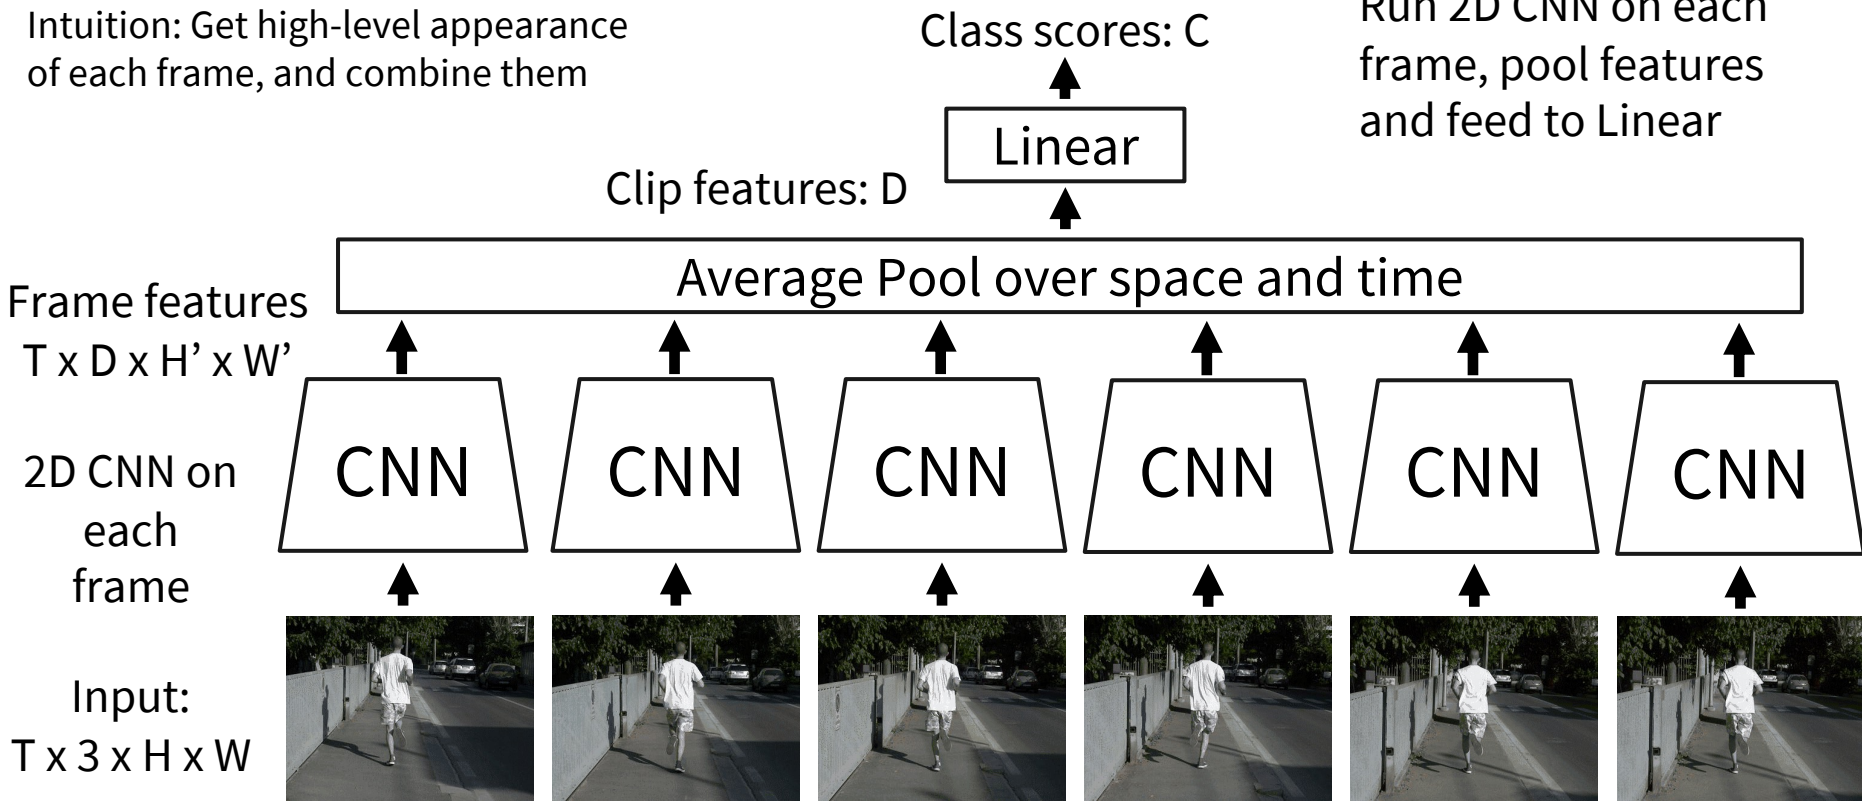 Intuition: Get high-level appearance
of each frame, and combine them
Class scores: C
Run 2D CNN on each
frame, pool features
and feed to Linear
Linear
Clip features: D
Average Pool over space and time
Frame features
T x D x H’ x W’
CNN
CNN
CNN
CNN
CNN
CNN
2D CNN on
each
frame
Input:
T x 3 x H x W